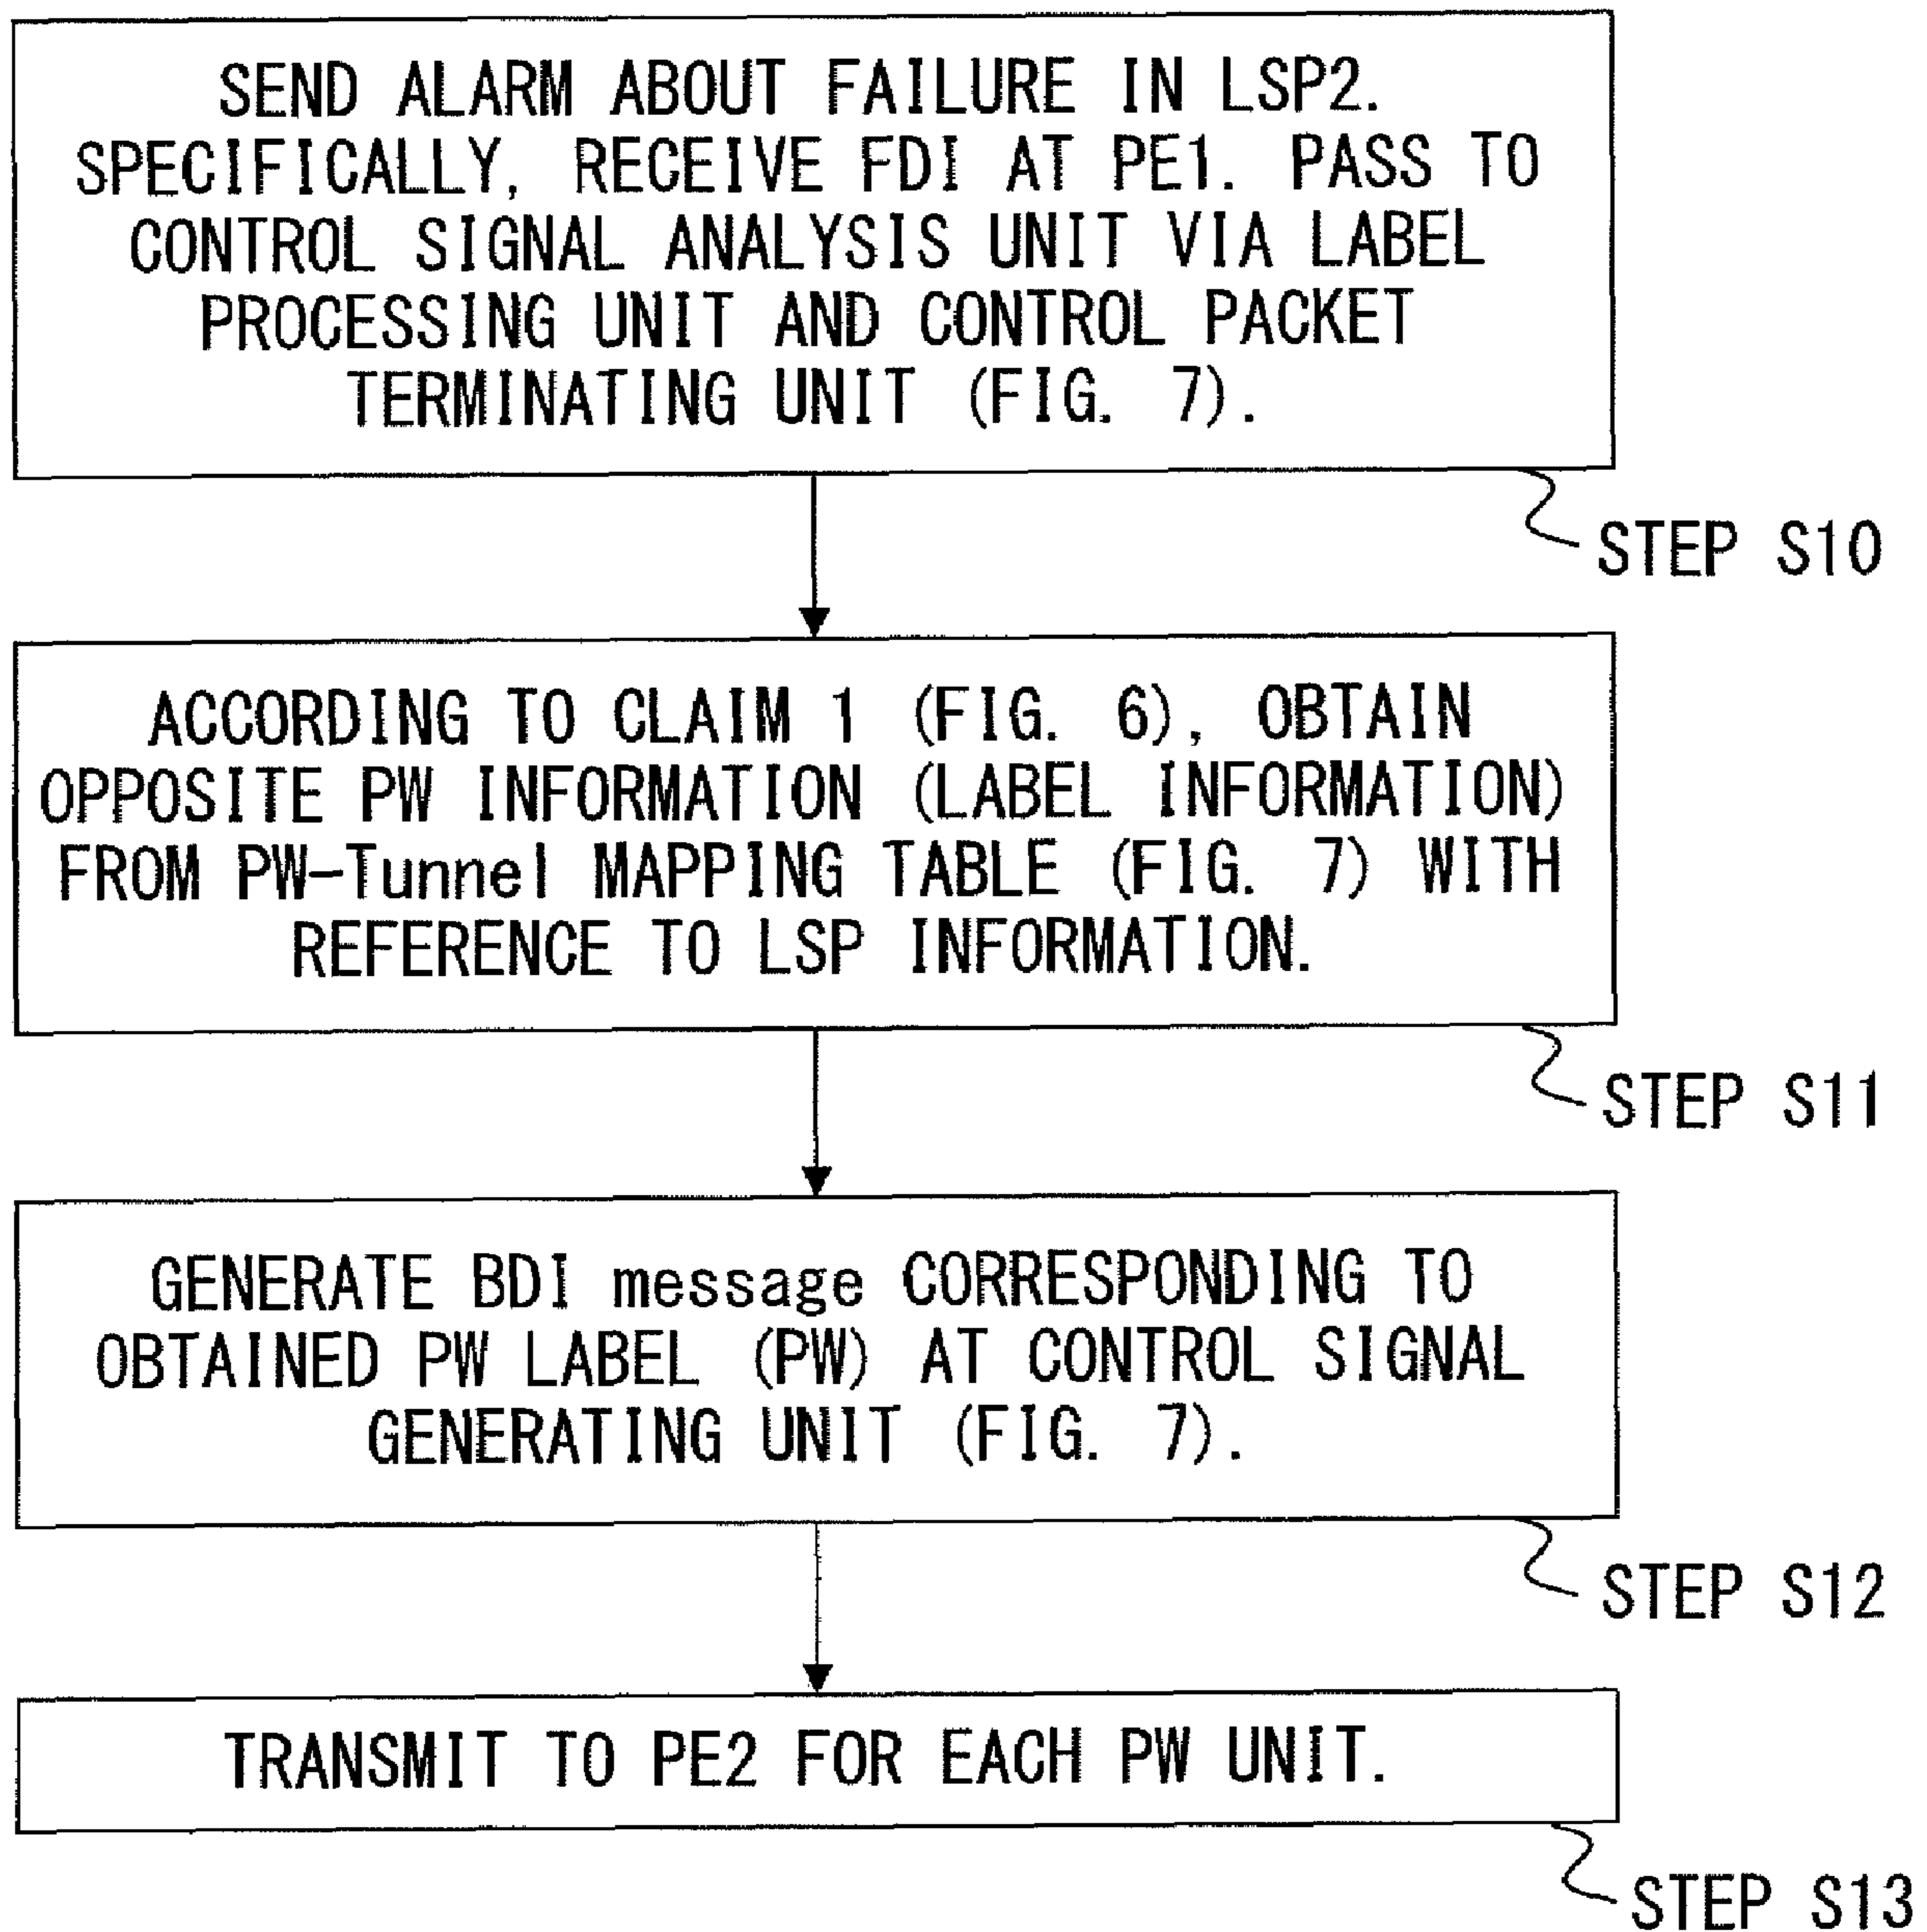 SEND ALARM ABOUT FAILURE IN LSP2.
SPECIFICALLY, RECEIVE FDI AT PE1. PASS TO
CONTROL SIGNAL ANALYSIS UNIT VIA LABEL
PROCESSING UNIT AND CONTROL PACKET
TERMINATING UNIT (FIG. 7).
STEP S10
ACCORDING TO CLAIM 1 (FIG. 6), OBTAIN
OPPOSITE PW INFORMATION (LABEL INFORMATION)
FROM PW-Tunnel MAPPING TABLE (FIG. 7) WITH
REFERENCE TO LSP INFORMATION.
STEP S11
GENERATE BDI message CORRESPONDING TO
OBTAINED PW LABEL (PW) AT CONTROL SIGNAL
GENERATING UNIT (FIG. 7).
STEP S12
TRANSMIT TO PE2 FOR EACH PW UNIT.
STEP S13